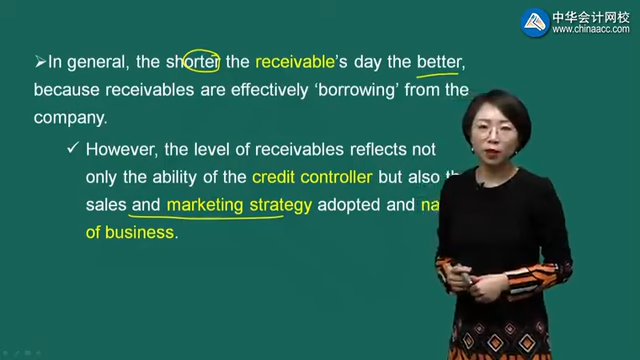 中华会计网校
www.chinaacc.com
➢In general, the shorter the receivable's day the better,
because receivables are effectively 'borrowing' from the
company.
✓ However, the level of receivables reflects not
only the ability of the credit controller but also
sales and marketing strategy adopted and
of business.